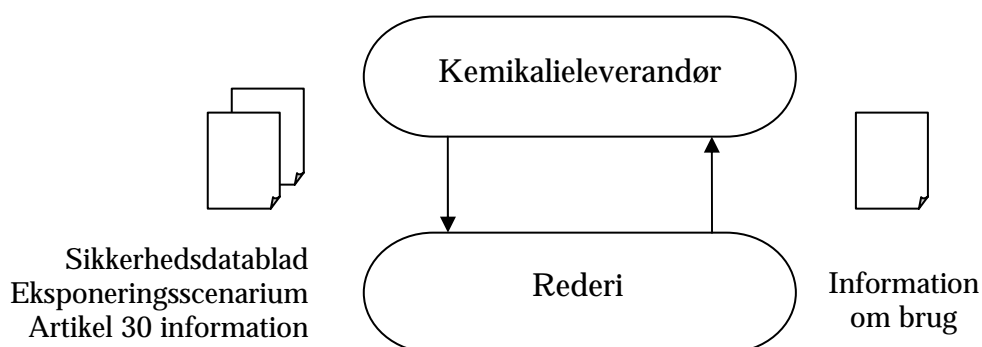 Kemikalieleverandør
Sikkerhedsdatablad
Eksponeringsscenarium
Artikel 30 information
Rederi
Information
om brug